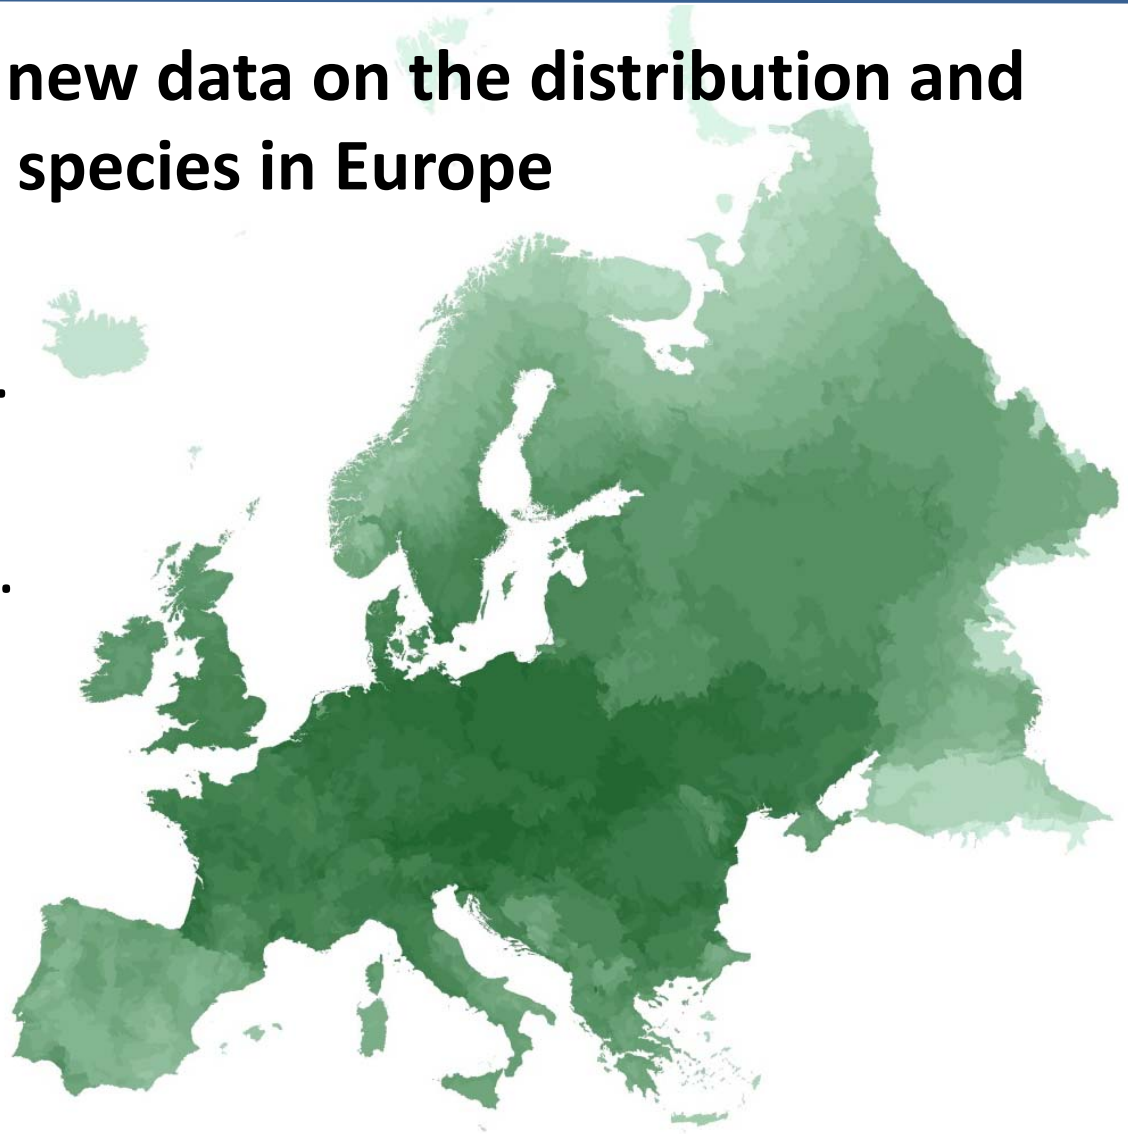 new data on the distribution and
species in Europe
.
.